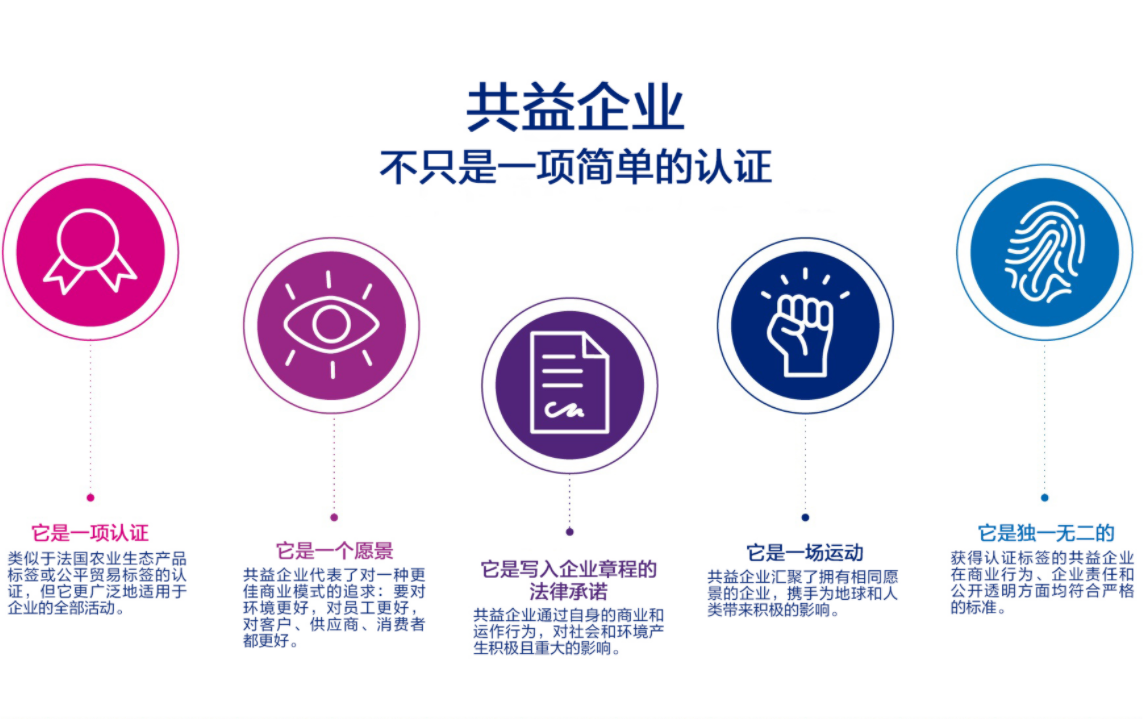 共益企业
不只是一项简单的认证
它是一项认证
类似于法国农业生态产品
标签或公平贸易标签的认
证，但它更广泛地适用于
企业的全部活动。
它是一个愿景
共益企业代表了对一种更
佳商业模式的追求：要对
环境更好，对员工更好，
对客户、供应商、消费者
都更好。
它是写入企业章程的
法律承诺
共益企业通过自身的商业和
运作行为，对社会和环境产
生积极且重大的影响。
它是一场运动
共益企业汇聚了拥有相同愿
景的企业，携手为地球和人
类带来积极的影响。
它是独一无二的
获得认证标签的共益企业
在商业行为、企业责任和
公开透明方面均符合严格
的标准。